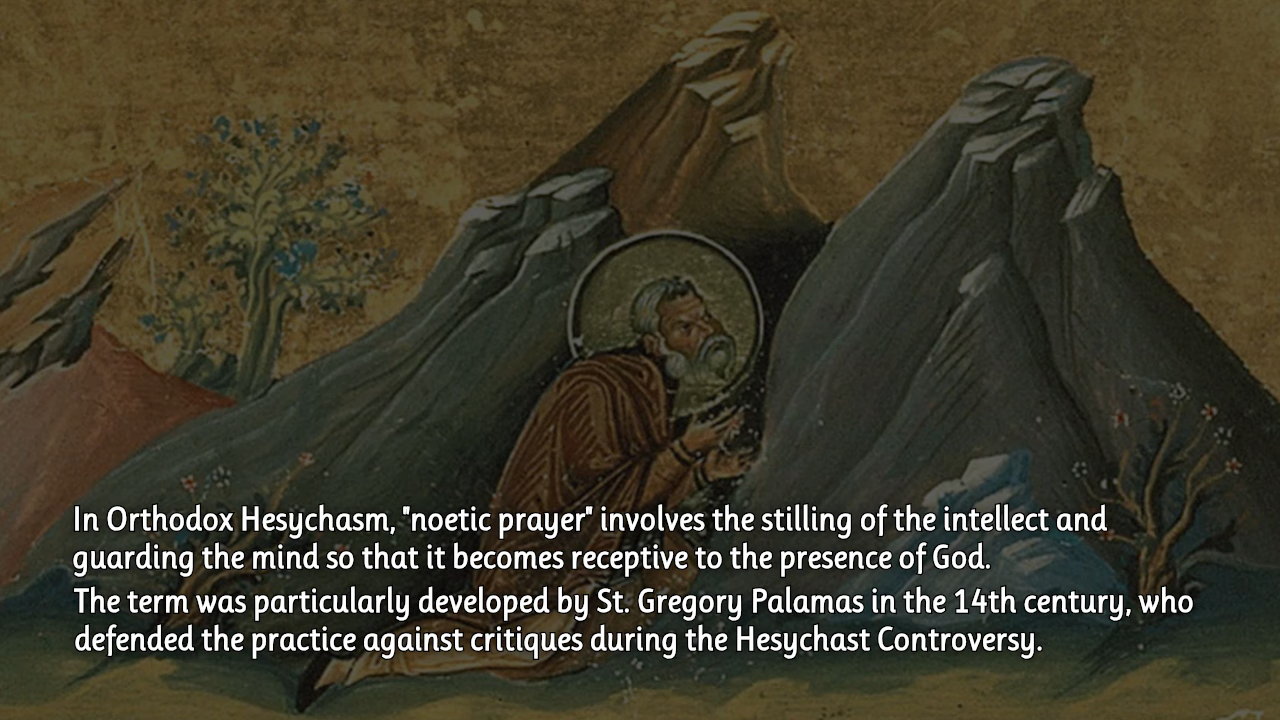 In Orthodox Hesychasm, "noetic prayer" involves the stilling of the intellect and
guarding the mind so that it becomes receptive to the presence of God.
The term was particularly developed by St. Gregory Palamas in the 14th century, who
defended the practice against critiques during the Hesychast Controversy.